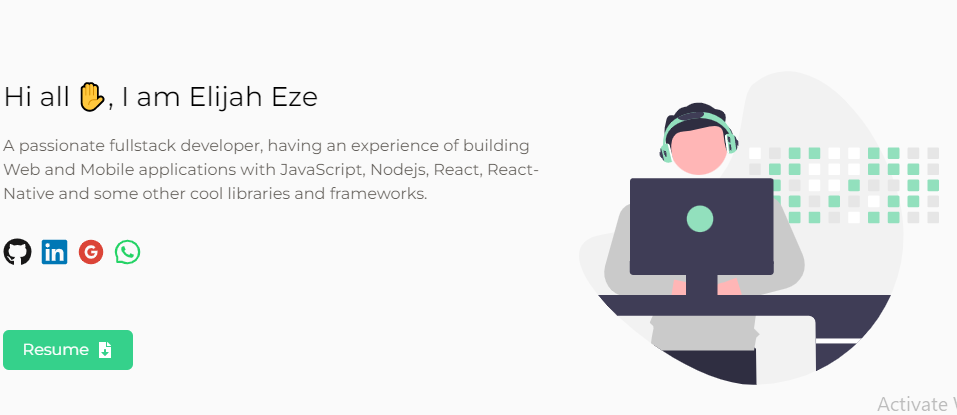 Hi all ✋, I am Elijah Eze
A passionate fullstack developer, having an experience of building
Web and Mobile applications with JavaScript, Nodejs, React, React-
Native and some other cool libraries and frameworks.
in
G
Resume
Activate